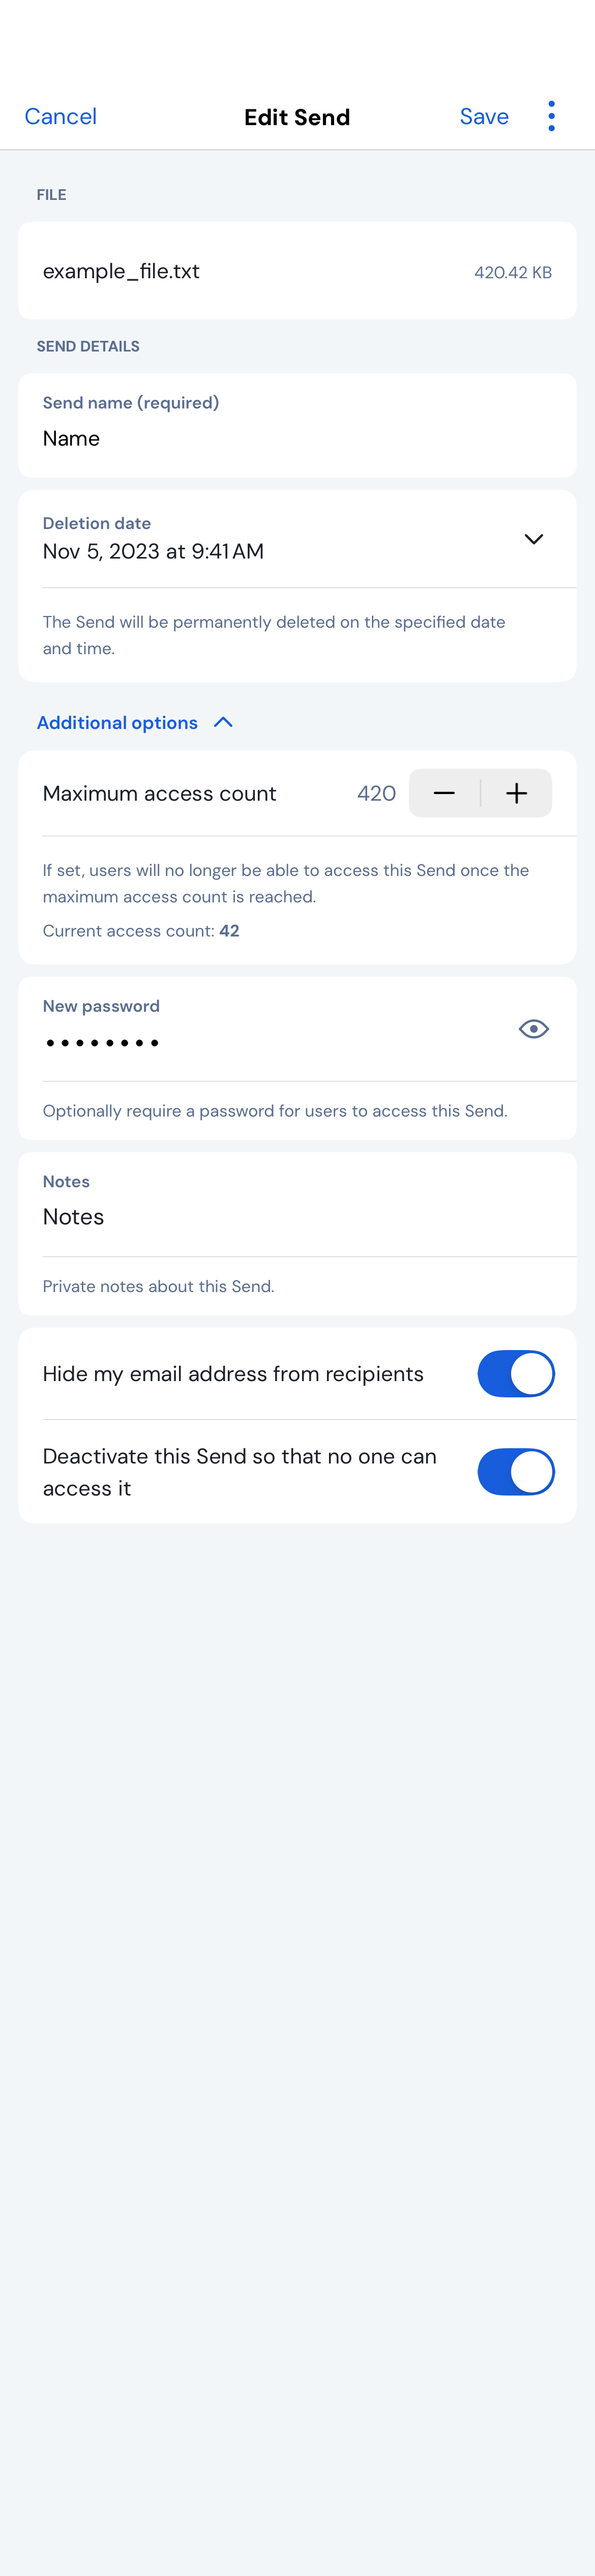 Cancel Edit Send Save
FILE
example_file.txt 420.42 KB
SEND DETAILS
Send name (required)
Name
Deletion date
Nov 5, 2023 at 9:41 AM
The Send will be permanently deleted on the specified date
and time.
Additional options
Maximum access count 420
If set, users will no longer be able to access this Send once the
maximum access count is reached.
Current access count: 42
New password
••••••••
Optionally require a password for users to access this Send.
Notes
Notes
Private notes about this Send.
Hide my email address from recipients
Deactivate this Send so that no one can
access it